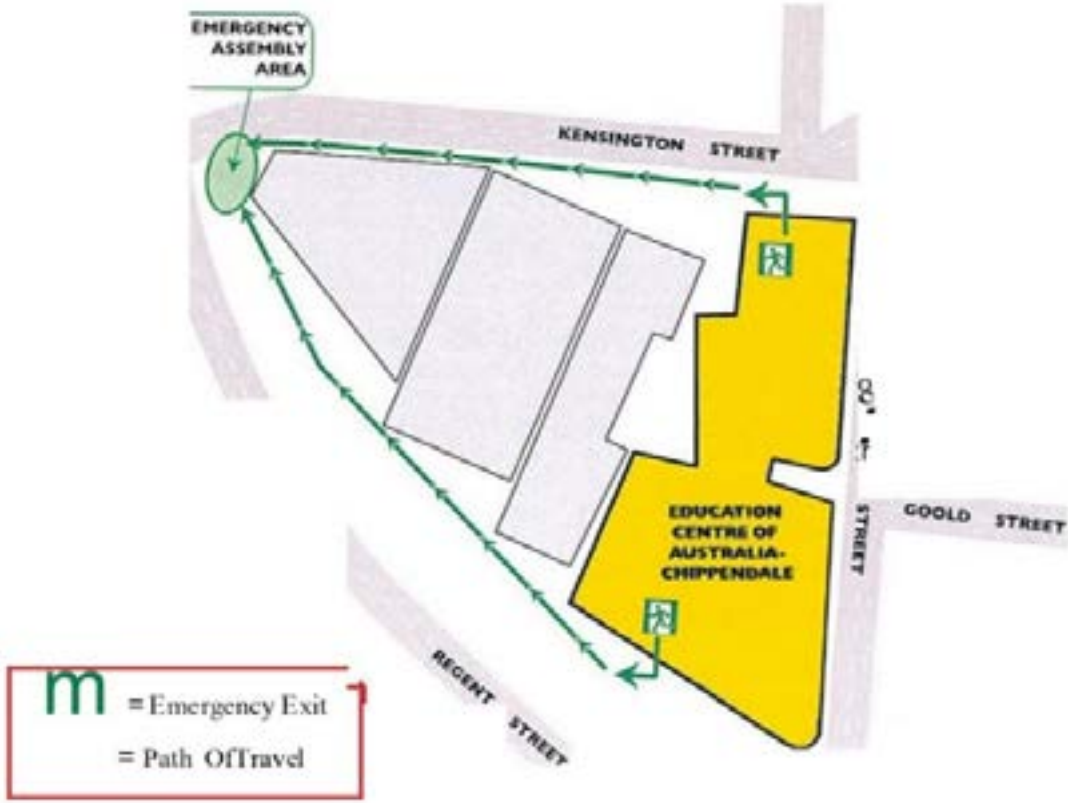 EMERGENCY
ASSEMBLY
AREA
KENSINGTON STREET
EDUCATION
CENTRE OF
AUSTRALIA-
CHIPPENDALE
STREET
GOOLD STREET
REGENT STREET
m = Emergency Exit
= Path OfTravel